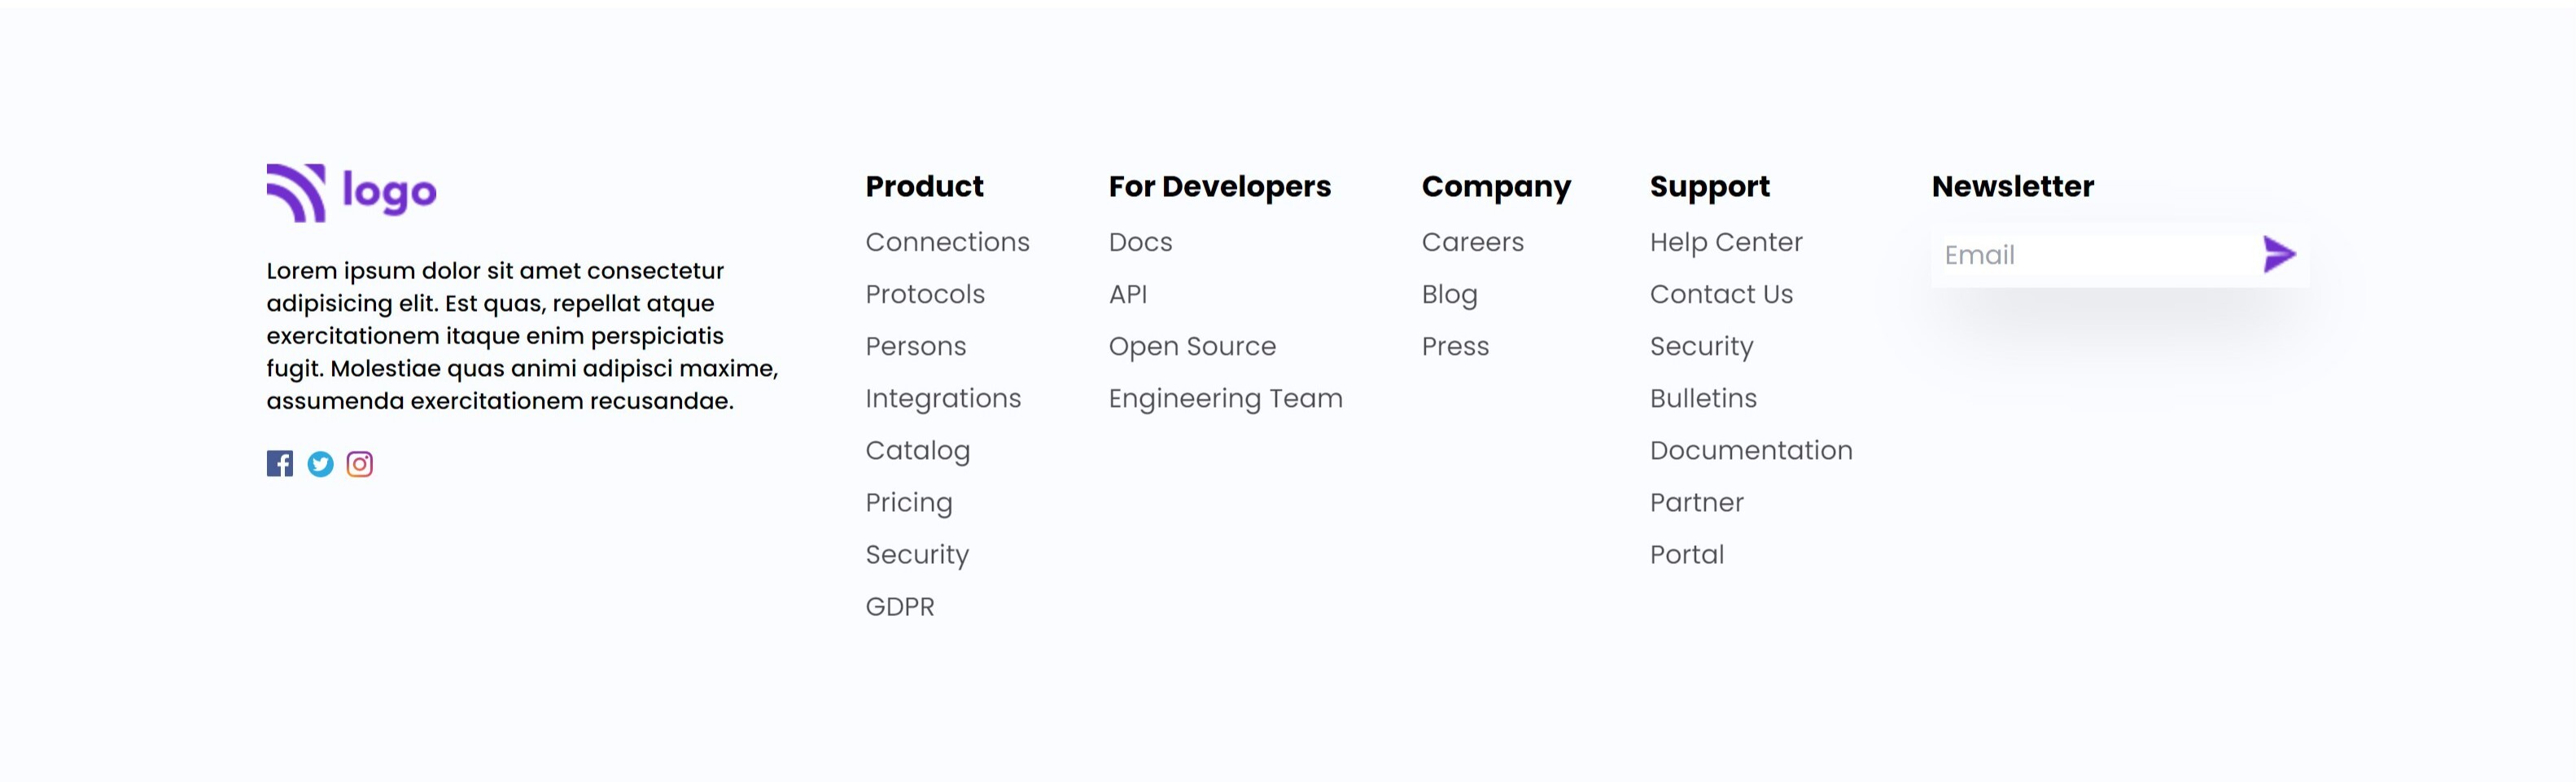 logo
Lorem ipsum dolor sit amet consectetur
adipisicing elit. Est quas, repellat atque
exercitationem itaque enim perspiciatis
fugit. Molestiae quas animi adipisci maxime,
assumenda exercitationem recusandae.
Product
Connections
Protocols
Persons
Integrations
Catalog
Pricing
Security
GDPR
For Developers
Docs
API
Open Source
Engineering Team
Company
Careers
Blog
Press
Support
Help Center
Contact Us
Security
Bulletins
Documentation
Partner
Portal
Newsletter
Email